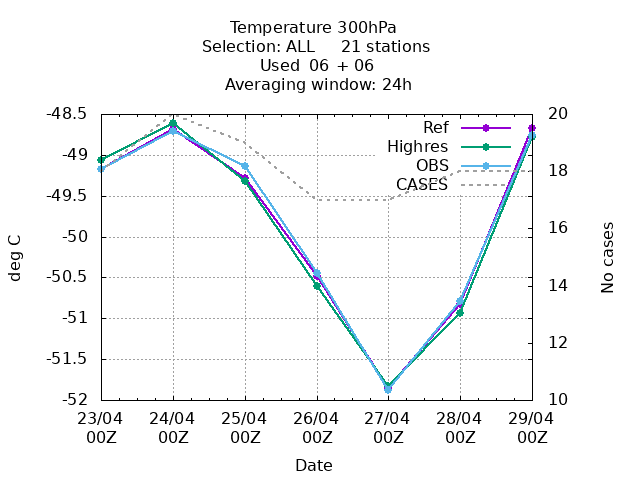 Temperature 300hPa
Selection: ALL 21 stations
Used 06 + 06
Averaging window: 24h
-48.5
-49
-49.5
-50
-50.5
-51
-51.5
-52
20
18
16
14
12
10
Ref
Highres
OBS
CASES
deg C
No cases
23/04 24/04 25/04 26/04 27/04 28/04 29/04
00Z 00Z 00Z 00Z 00Z 00Z 00Z
Date